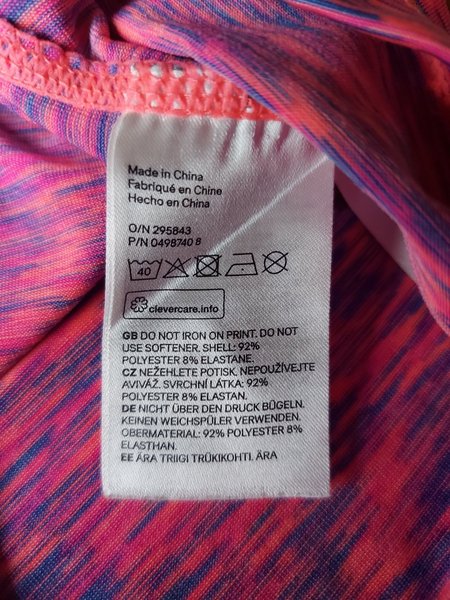 Made in China
Fabriqué en Chine
Hecho en China
O/N 295843
P/N 0498740 8
40
clevercare.info
GB DO NOT IRON ON PRINT. DO NOT
USE SOFTENER. SHELL: 92%
POLYESTER 8% ELASTANE.
CZ NEŽEHLETE POTISK. NEPOUŽÍVEJTE
AVIVÁŽ. SVRCHNÍ LÁTKA: 92%
POLYESTER 8% ELASTAN.
DE NICHT ÜBER DEN DRUCK BÜGELN.
KEINEN WEICHSPÜLER VERWENDEN.
OBERMATERIAL: 92% POLYESTER 8%
ELASTHAN.
EE ÄRA TRIIGI TRÜKIKOHTI. ÄRA